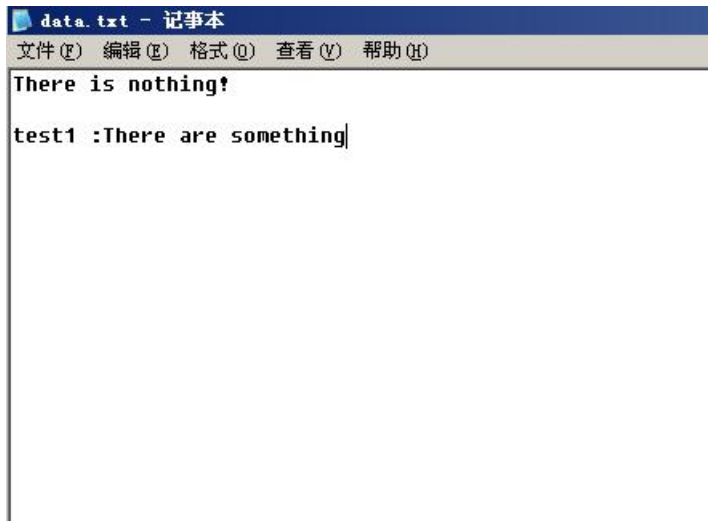 data.txt - 记事本
文件(F) 编辑(E) 格式(O) 查看(V) 帮助(H)
There is nothing!
test1 :There are something